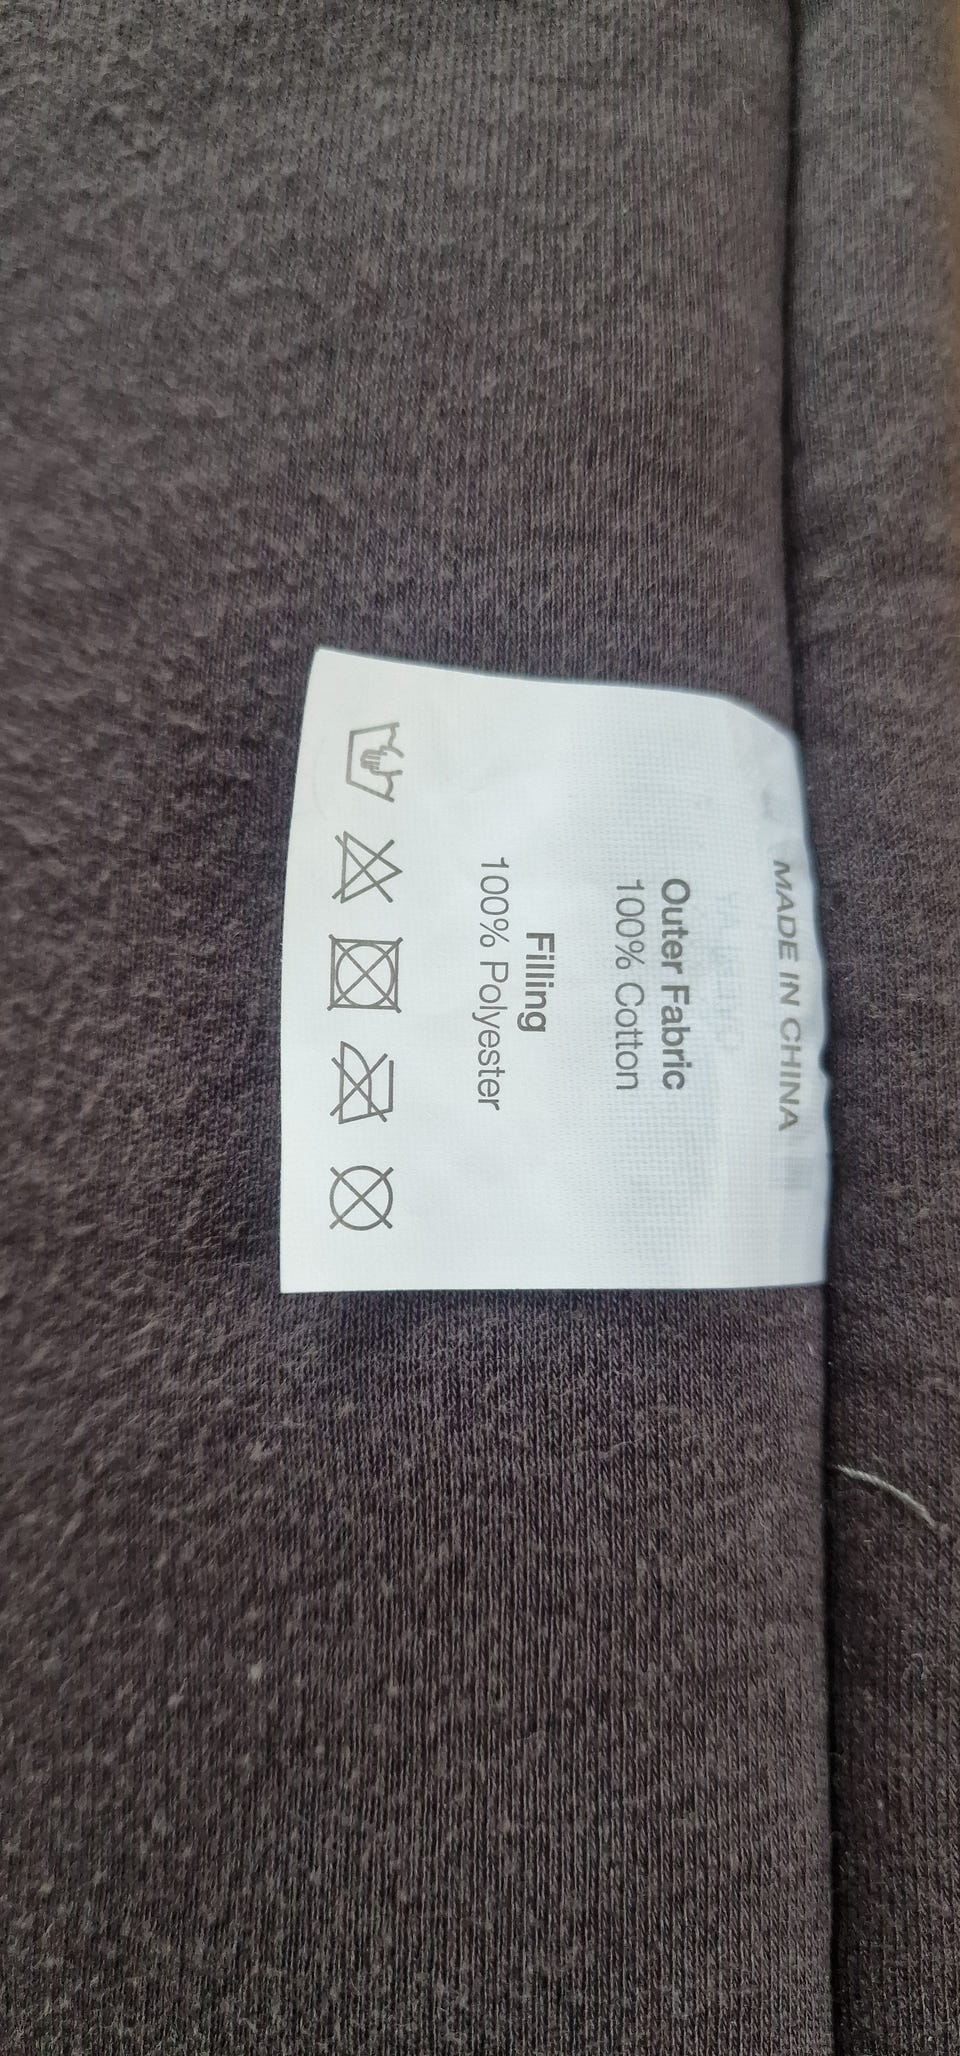 MADE IN CHINA
Outer Fabric
100% Cotton
Filling
100% Polyester